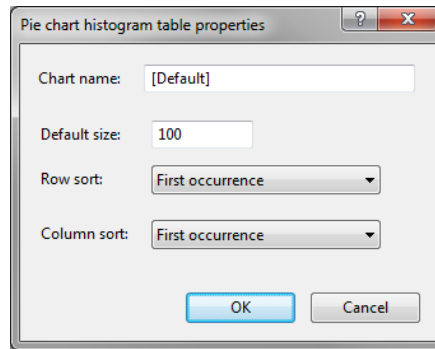 Pie chart histogram table properties
?
X
Chart name: [Default]
Default size: 100
Row sort: First occurrence
Column sort: First occurrence
OK Cancel